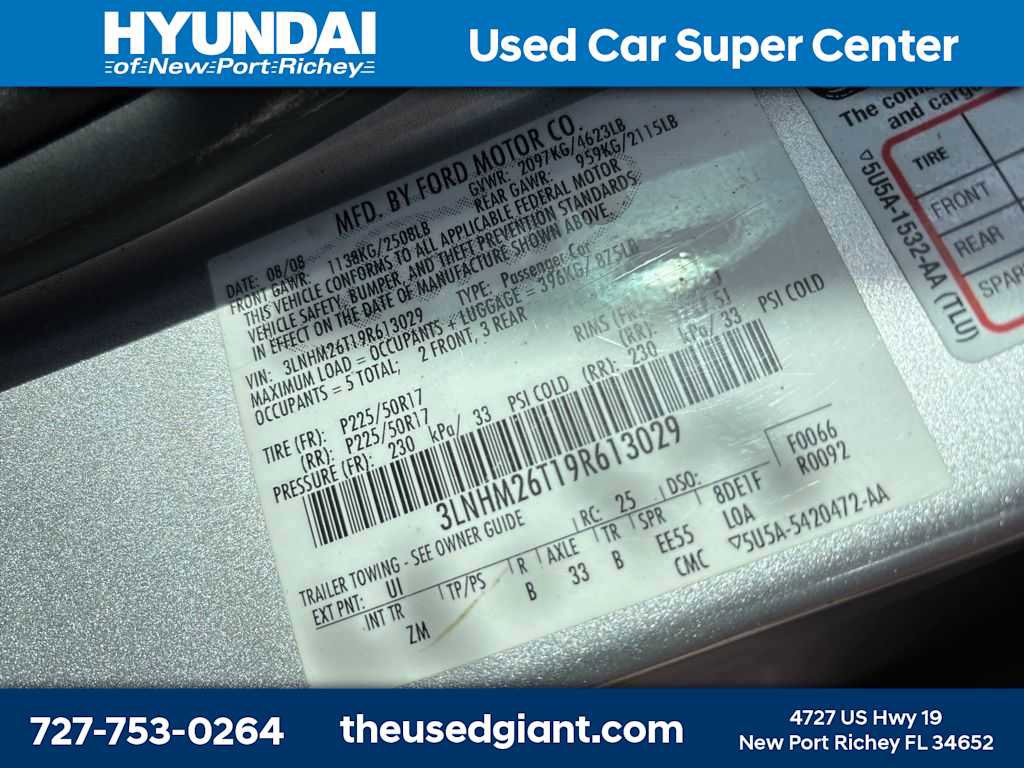 HYUNDAI
of New Port Richey
Used Car Super Center
MFD. BY FORD MOTOR CO.
DATE: 08/08 GVWR: 2097KG/4623LB
FRONT GAWR: 1138KG/2508LB REAR GAWR: 959KG/2115LB
THIS VEHICLE CONFORMS TO ALL APPLICABLE FEDERAL MOTOR
VEHICLE SAFETY, BUMPER, AND THEFT PREVENTION STANDARDS
IN EFFECT ON THE DATE OF MANUFACTURE SHOWN ABOVE.
VIN: 3LNHM26T19R613029 TYPE: Passenger Car
MAXIMUM LOAD = OCCUPANTS + LUGGAGE = 396KG/ 875LB
OCCUPANTS = 5 TOTAL; 2 FRONT, 3 REAR
TIRE (FR): P225/50R17 RIMS (FR):
(RR): P225/50R17 (RR):
PRESSURE (FR): 230 kPa/ 33 PSI COLD (RR): 230 kPa/ 33 PSI COLD
3LNHM26T19R613029
F0066
R0092
TRAILER TOWING - SEE OWNER GUIDE
EXT PNT: UI RC: 25 DSO:
INT TR TP/PS R AXLE TR SPR 8DE1F
ZM B 33 B EE55 LOA
CMC ▽5U5A-5420472-AA
The com
and carg
TIRE
FRONT
REAR
SPAR
▽5U5A-1532-AA (TLU)
727-753-0264
theusedgiant.com
4727 US Hwy 19
New Port Richey FL 34652